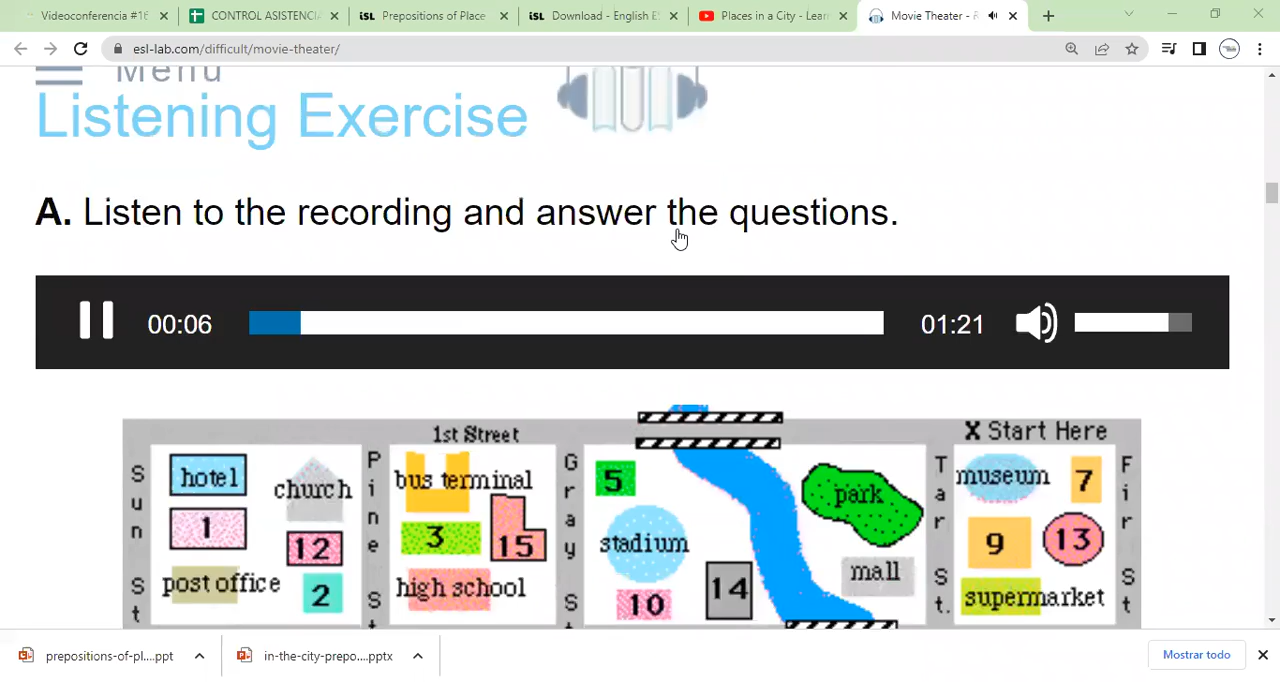 Videoconferencia #16
CONTROL ASISTENCIA
iSL Prepositions of Place
iSL Download - English E
Places in a City - Lear
Movie Theater -
esl-lab.com/difficult/movie-theater/
Menu
Listening Exercise
A. Listen to the recording and answer the questions.
00:06
01:21
1st Street
X Start Here
Sun St
Pine St
Gray S
Tar St.
Fir St
hotel
church
bus terminal
5
park
museum
7
1
12
3
15
stadium
9
13
post office
2
high school
10
14
mall
supermarket
prepositions-of-pl....ppt
in-the-city-prepo....pptx
Mostrar todo